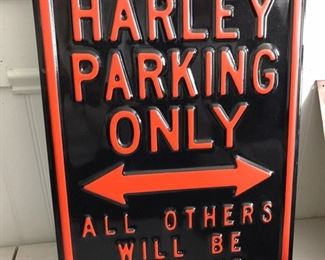 HARLEY
PARKING
ONLY
ALL OTHERS
WILL BE